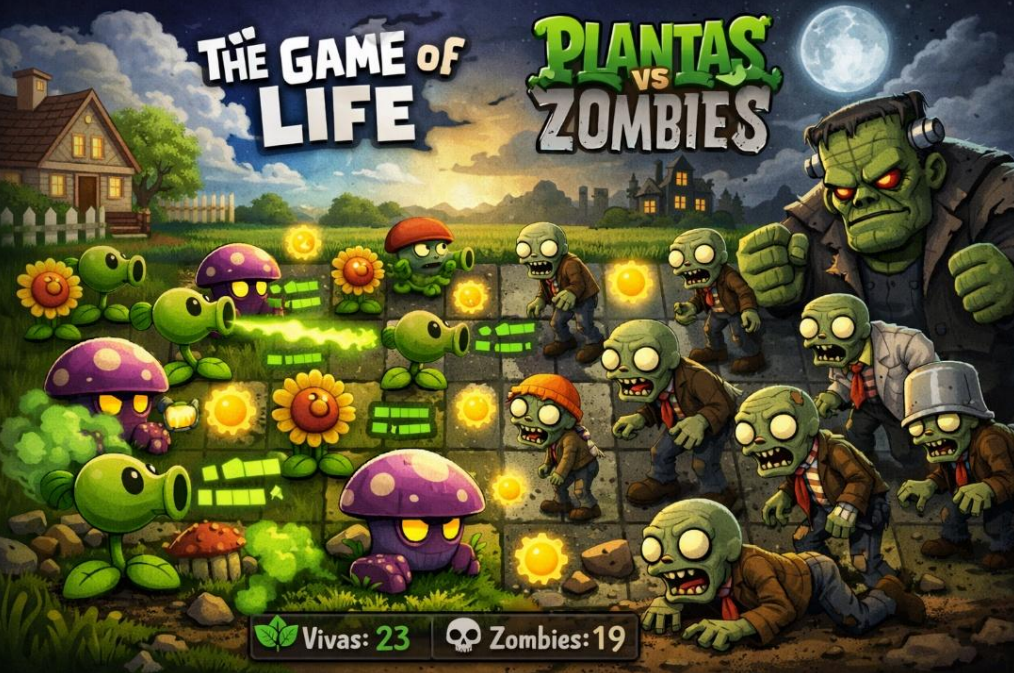 THE GAME OF
LIFE
PLANTAS
VS
ZOMBIES
Vivas: 23
Zombies: 19